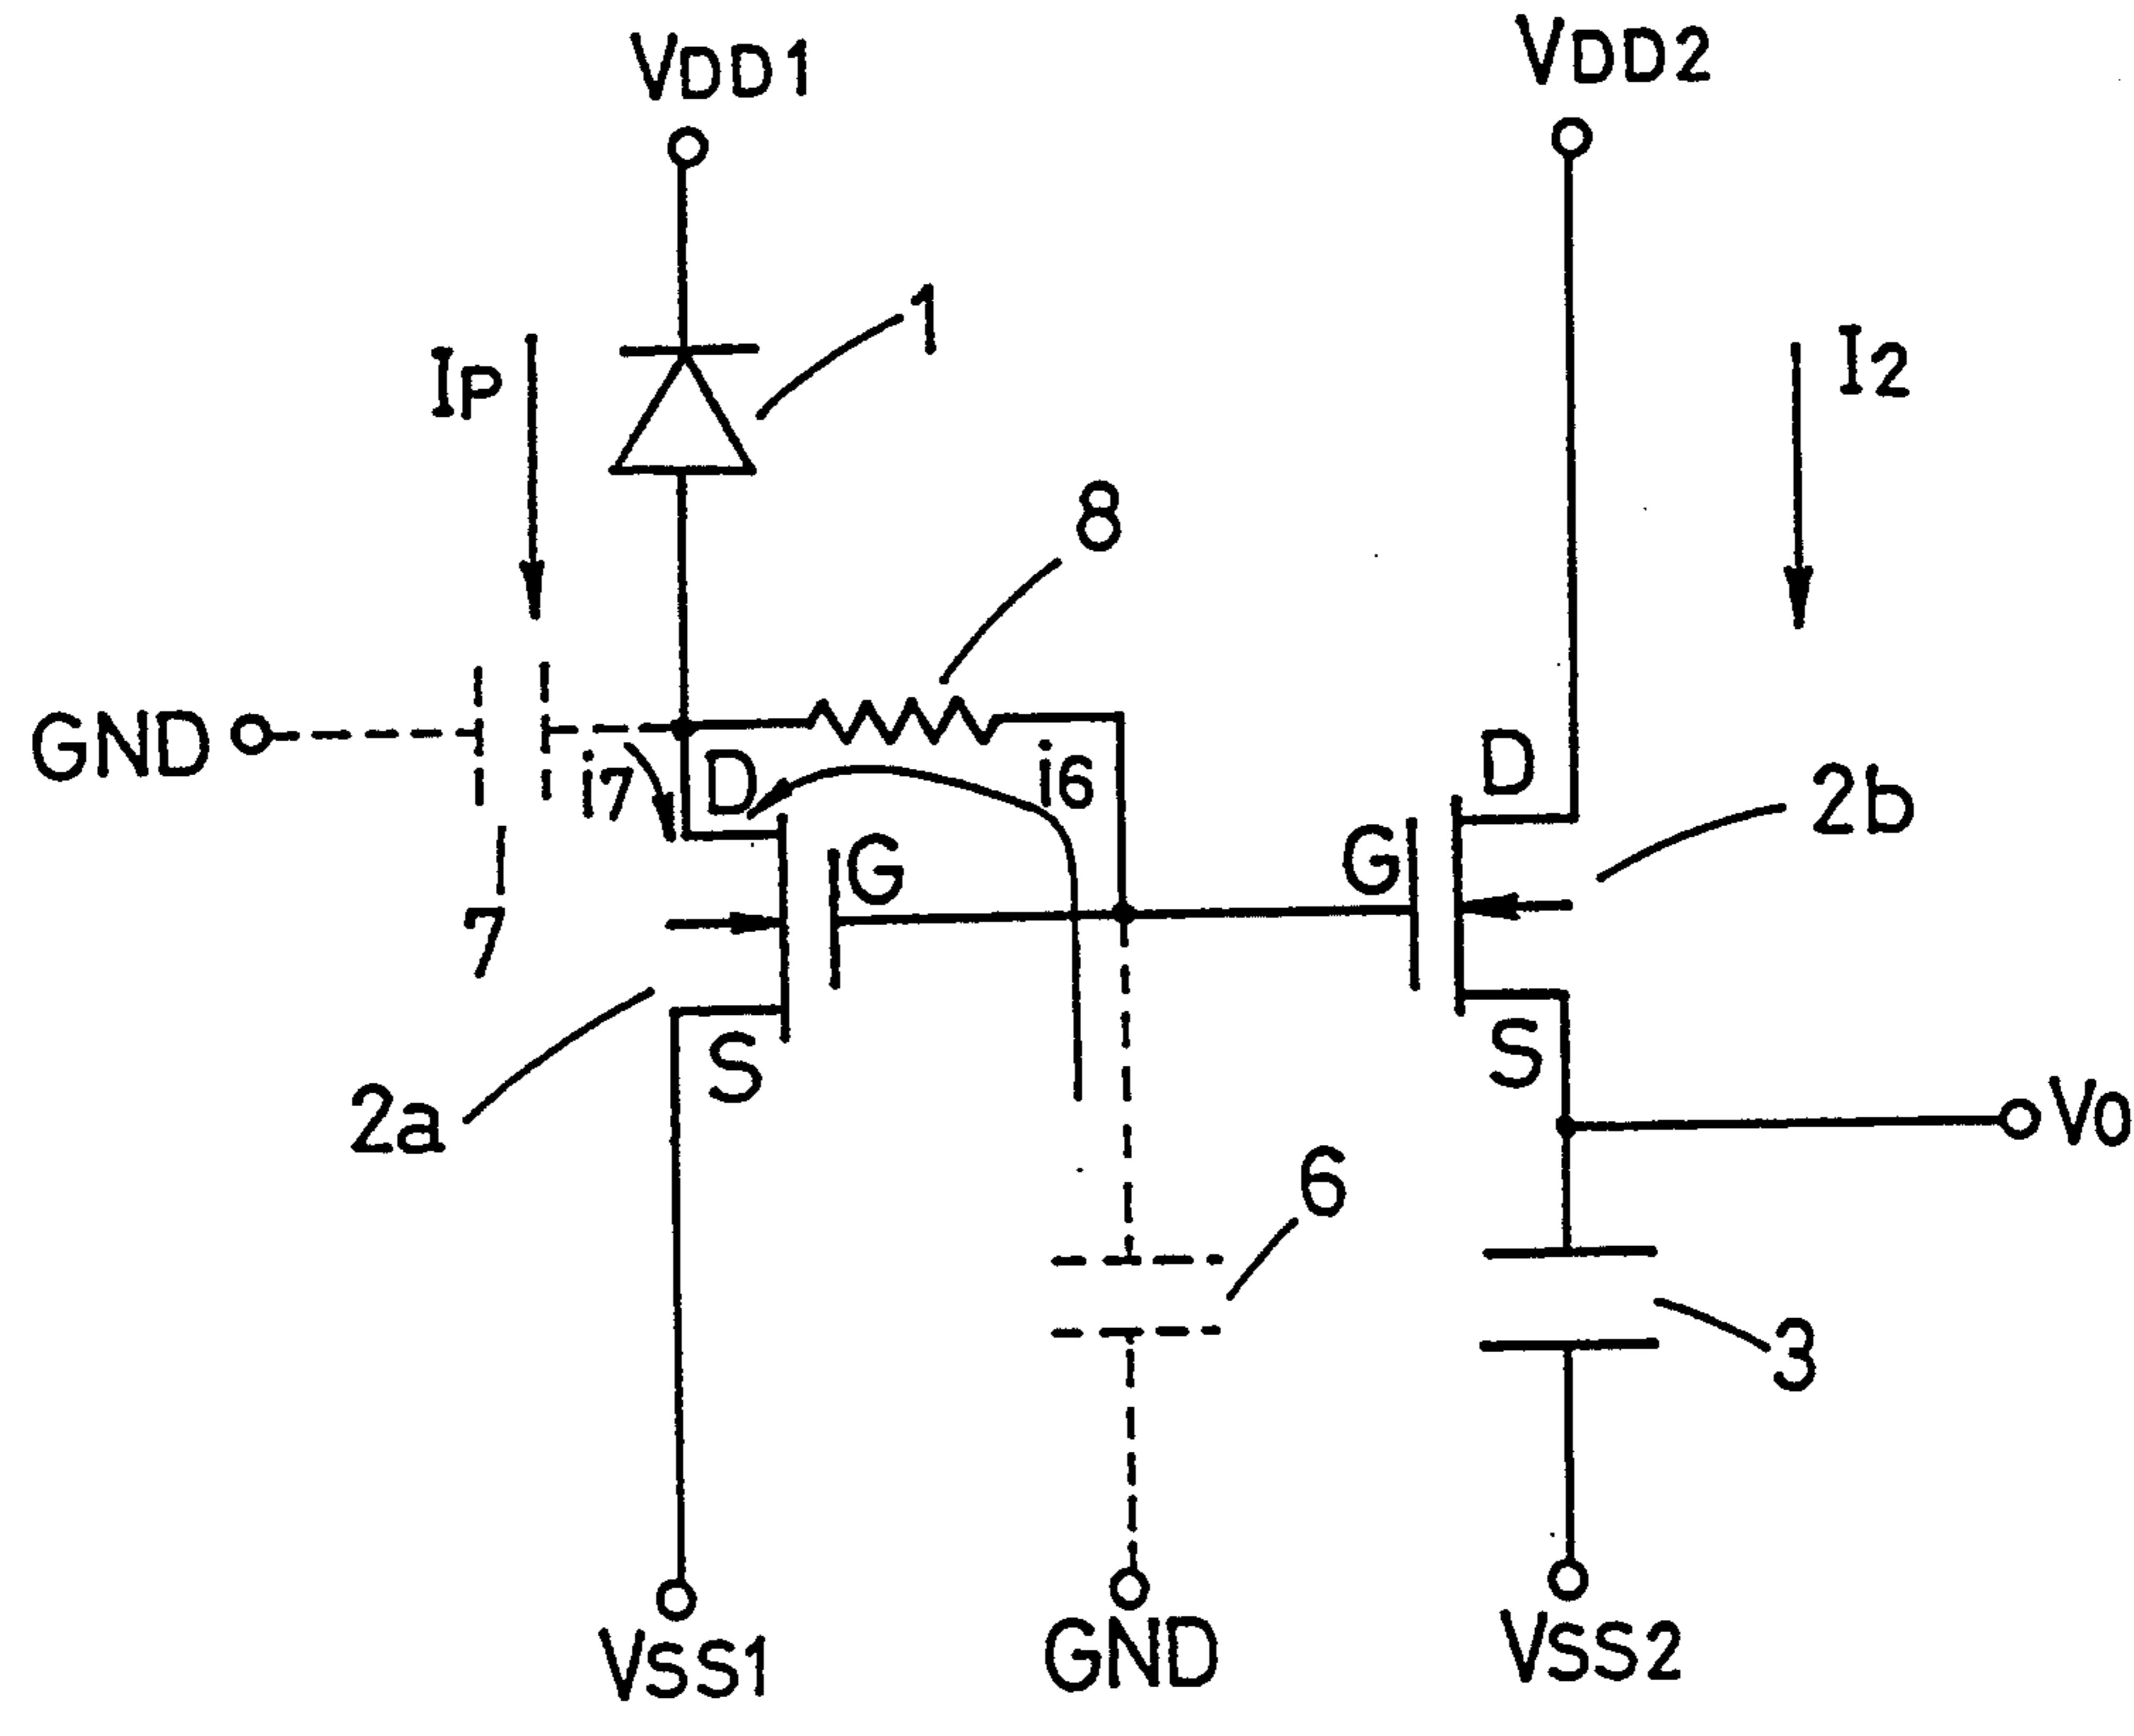 VDD1
VDD2
1
IP
I2
8
GND
i7
D
i6
D
2b
G
G
7
S
S
2a
VO
6
3
VSS1
GND
VSS2